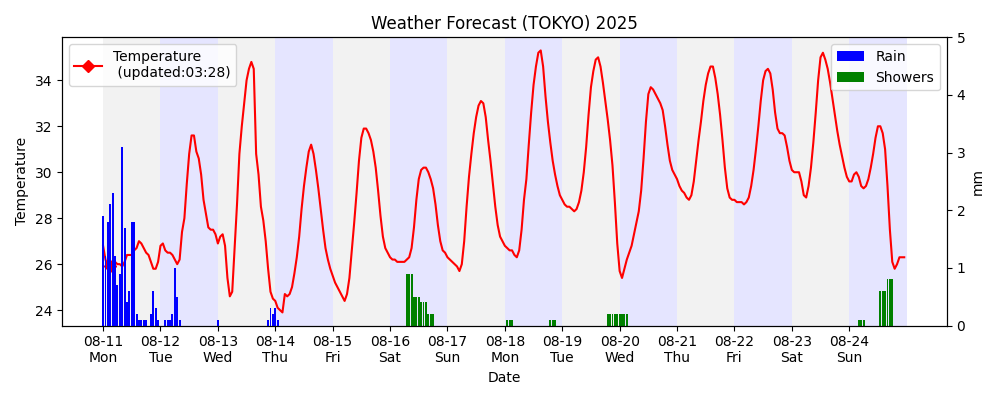 Weather Forecast (TOKYO) 2025
Temperature
(updated:03:28)
Rain
Showers
Temperature
34
32
30
28
26
24
5
4
3
2
1
0
mm
08-11 08-12 08-13 08-14 08-15 08-16 08-17 08-18 08-19 08-20 08-21 08-22 08-23 08-24
Mon Tue Wed Thu Fri Sat Sun Mon Tue Wed Thu Fri Sat Sun
Date